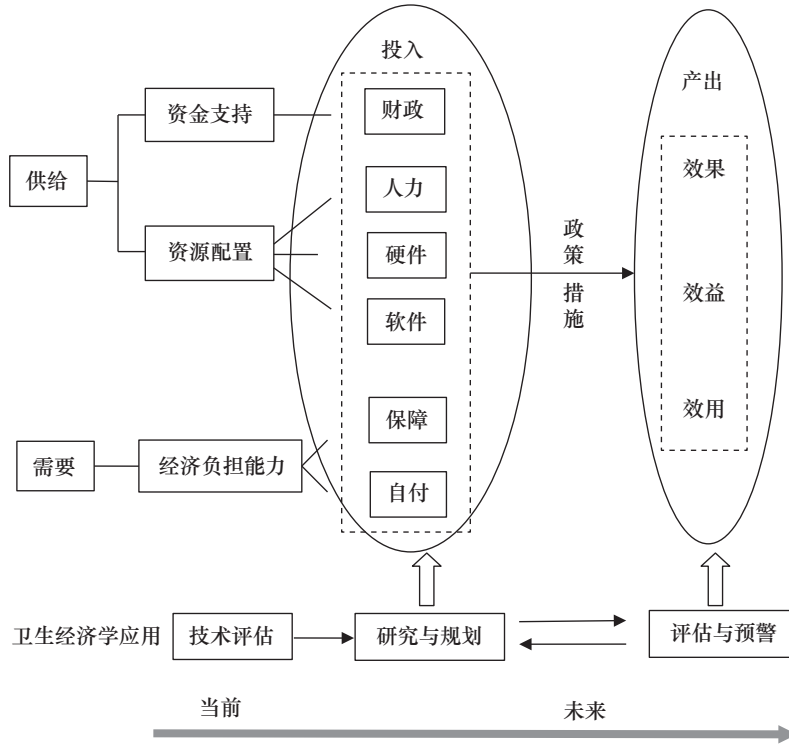 投入
产出
资金支持
财政
效果
供给
人力
资源配置
硬件
政策
措施
效益
软件
保障
效用
需要
经济负担能力
自付
卫生经济学应用
技术评估
研究与规划
评估与预警
当前
未来